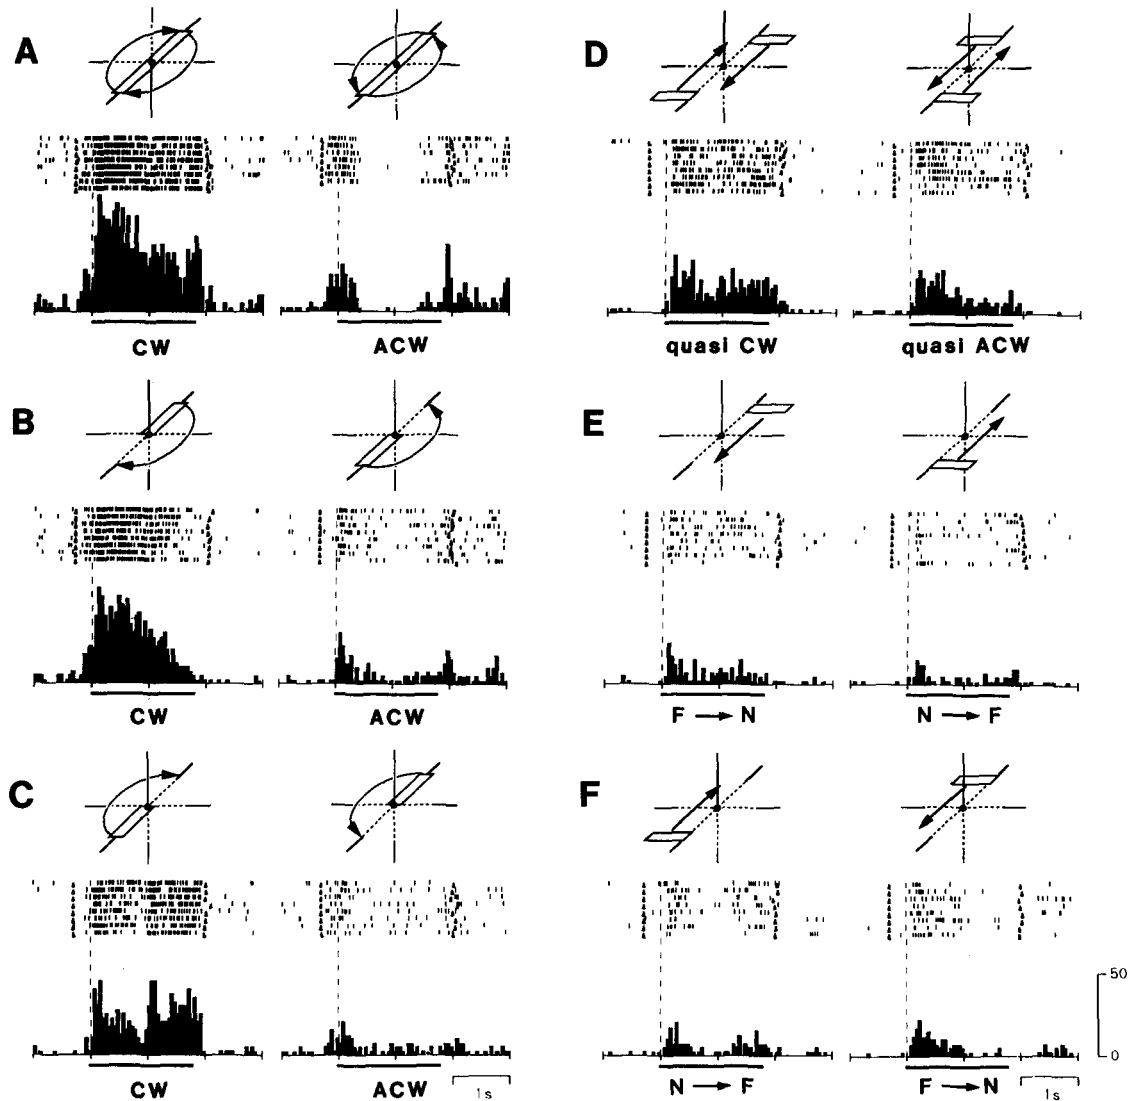 A
D
CW
ACW
quasi CW
quasi ACW
B
E
CW
ACW
F → N
N → F
C
F
50
0
CW
ACW
1s
N → F
F → N
1s